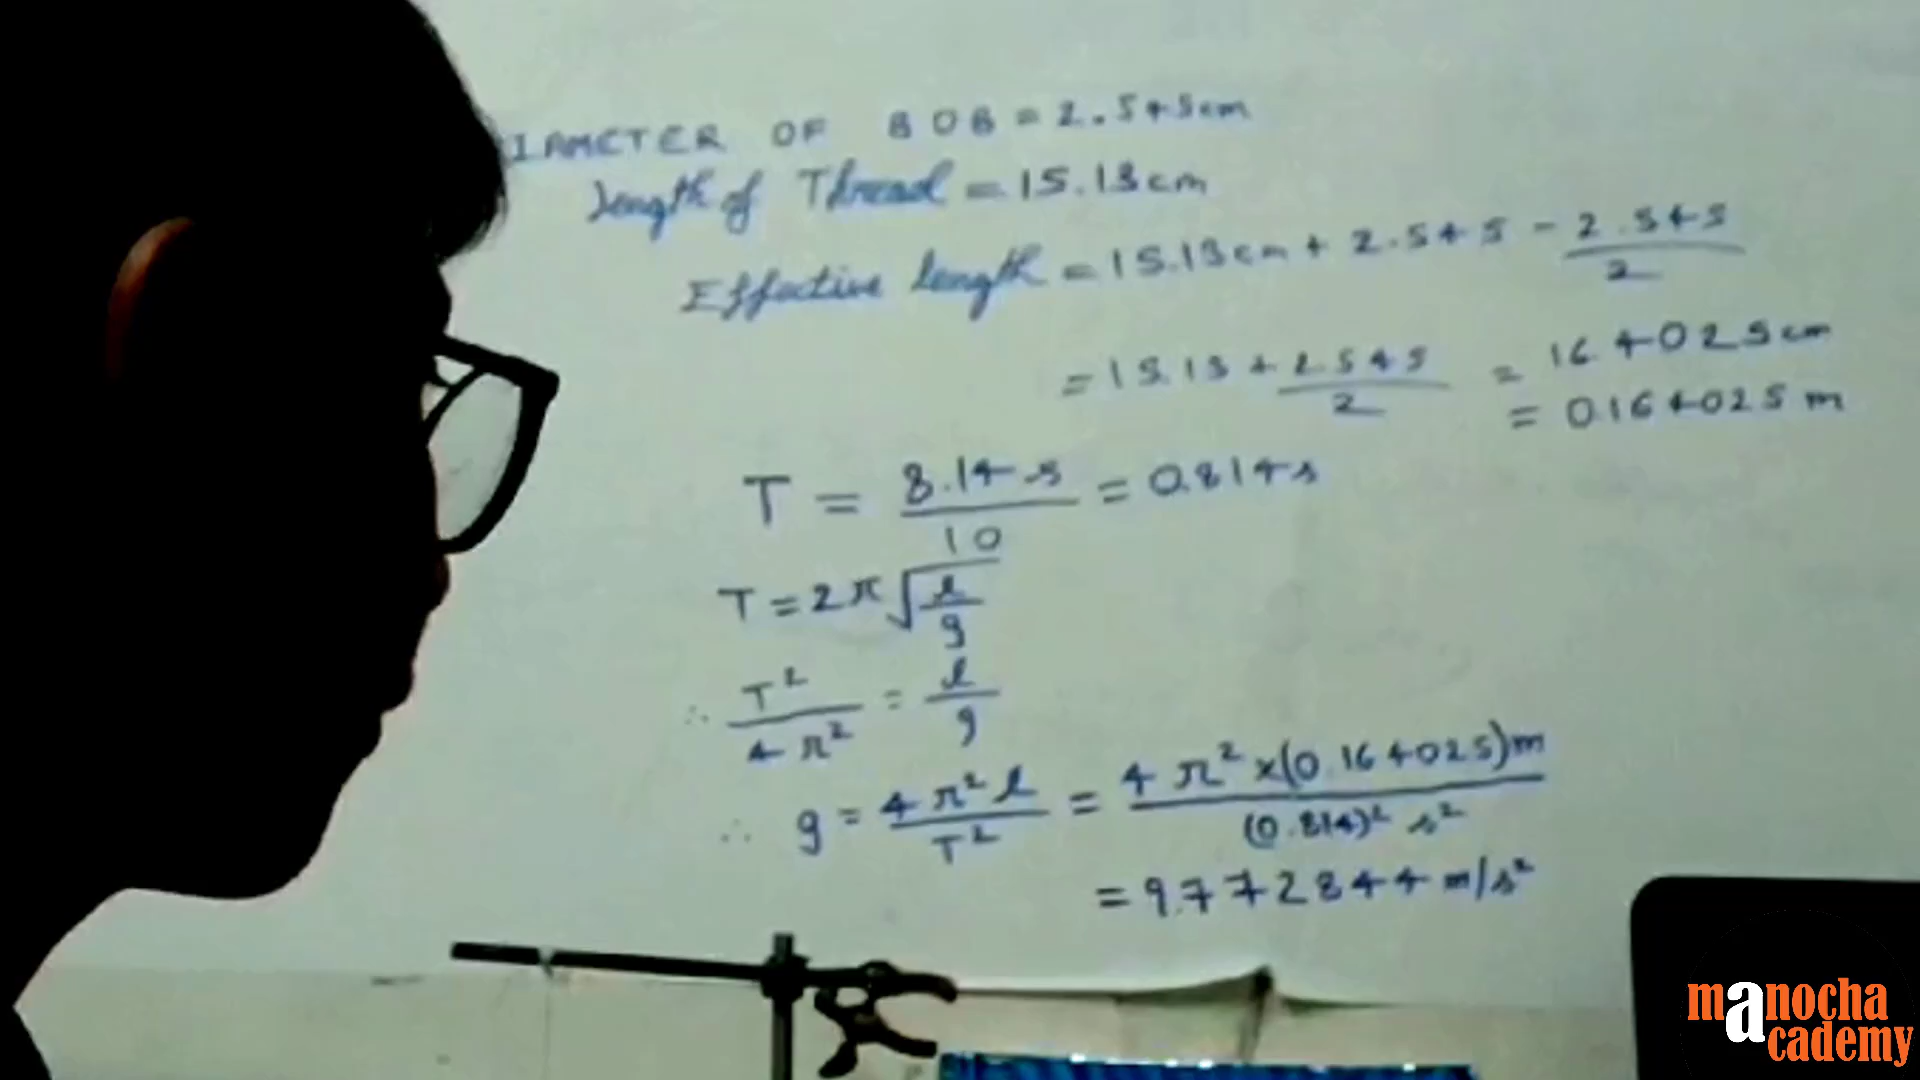 IAMETER OF BOB = 2.545cm
length of Thread = 15.13cm
Effective length = 15.13cm + 2.545 - 2.545/2
= 15.13 + 2.545/2 = 16.4025cm
= 0.164025 m
T = 8.14 s/10 = 0.814 s
T = 2π√(l/g)
∴ T²/4π² = l/g
∴ g = 4π²l/T² = 4π² x(0.164025)m/(0.814)² s²
= 9.772844 m/s²
manocha
academy